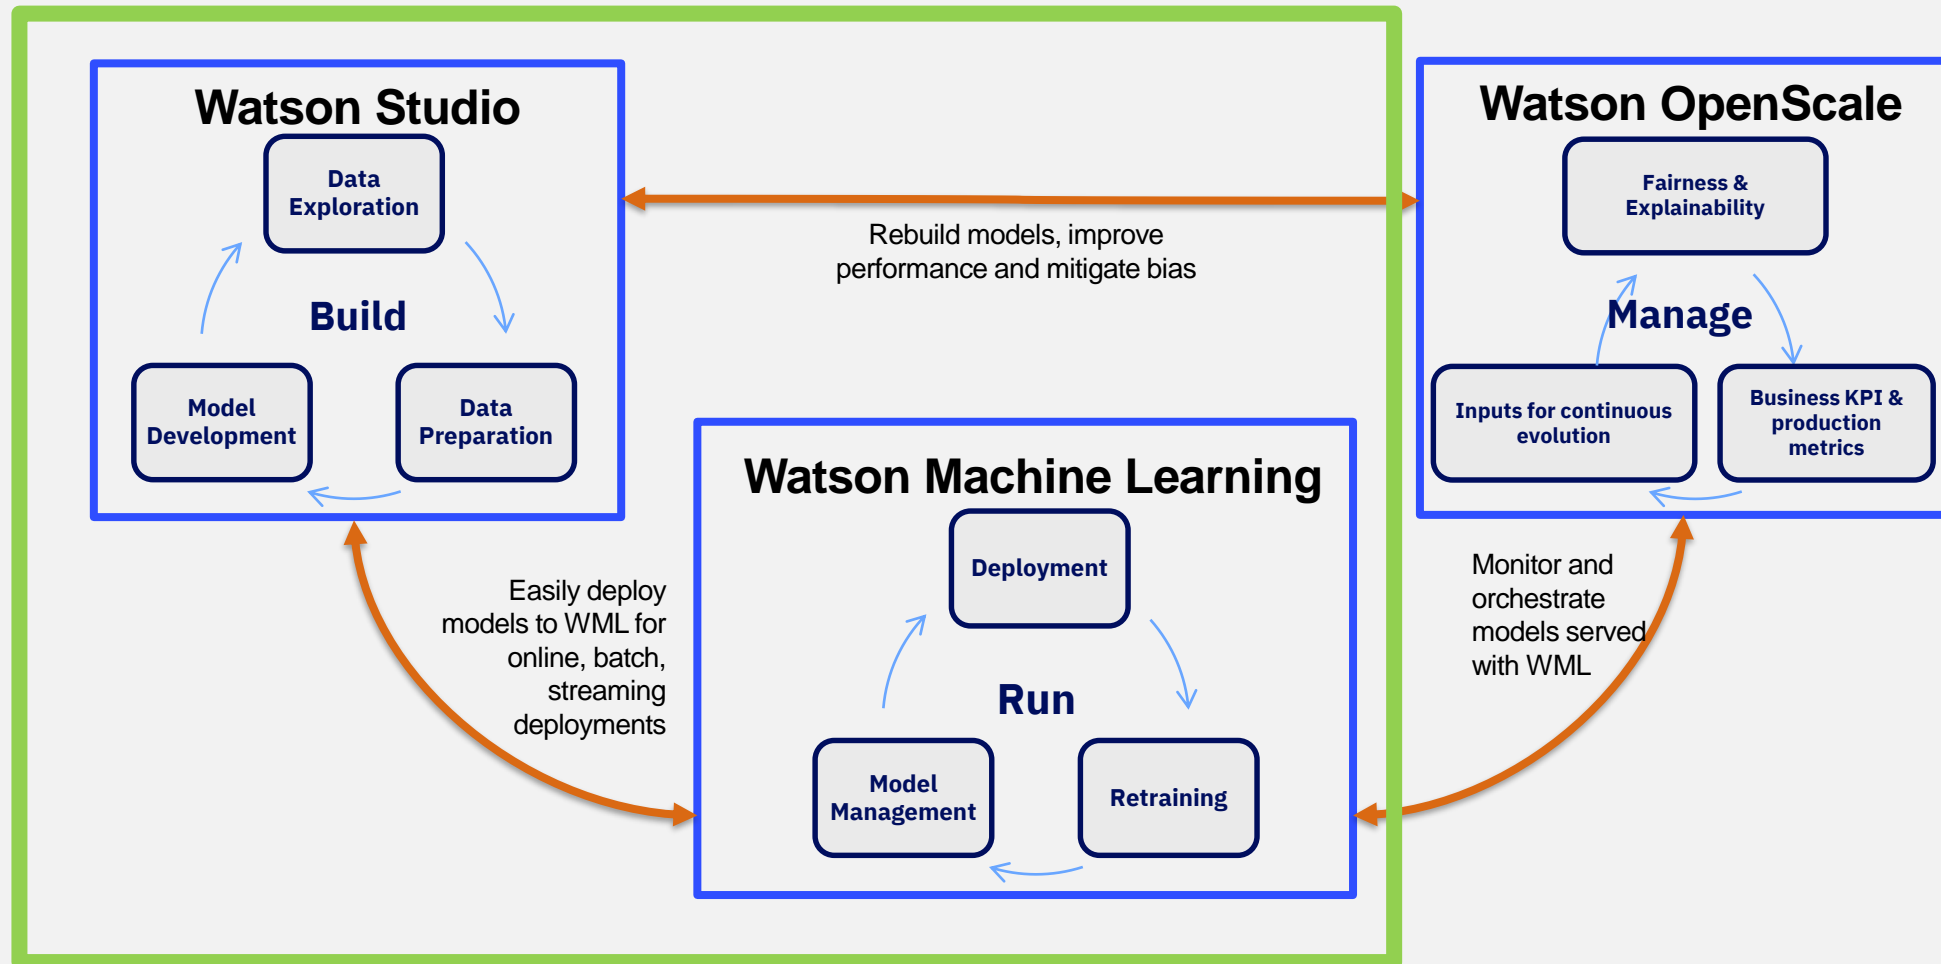 Watson Studio
Data
Exploration
Build
Model
Development
Data
Preparation
Rebuild models, improve
performance and mitigate bias
Watson OpenScale
Fairness &
Explainability
Manage
Inputs for continuous
evolution
Business KPI &
production
metrics
Easily deploy
models to WML for
online, batch,
streaming
deployments
Watson Machine Learning
Deployment
Run
Model
Management
Retraining
Monitor and
orchestrate
models served
with WML